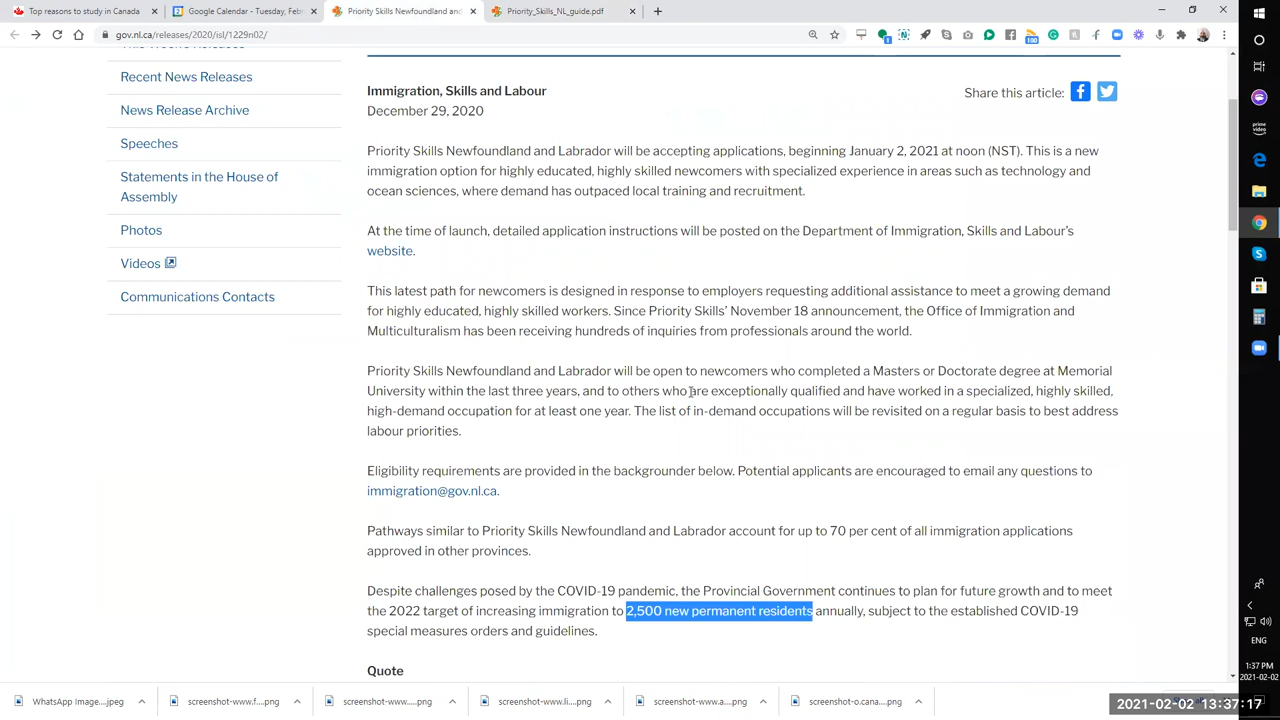 Top reasons to study in Canada
Google Calendar - Tuesday, Feb
Priority Skills Newfoundland and
Priority_Skills_NL_guide.pdf
gov.nl.ca/releases/2020/isl/1229n02/
Recent News Releases
News Release Archive
Speeches
Statements in the House of
Assembly
Photos
Videos
Communications Contacts
Immigration, Skills and Labour
December 29, 2020
Share this article:
Priority Skills Newfoundland and Labrador will be accepting applications, beginning January 2, 2021 at noon (NST). This is a new
immigration option for highly educated, highly skilled newcomers with specialized experience in areas such as technology and
ocean sciences, where demand has outpaced local training and recruitment.
At the time of launch, detailed application instructions will be posted on the Department of Immigration, Skills and Labour's
website.
This latest path for newcomers is designed in response to employers requesting additional assistance to meet a growing demand
for highly educated, highly skilled workers. Since Priority Skills' November 18 announcement, the Office of Immigration and
Multiculturalism has been receiving hundreds of inquiries from professionals around the world.
Priority Skills Newfoundland and Labrador will be open to newcomers who completed a Masters or Doctorate degree at Memorial
University within the last three years, and to others who are exceptionally qualified and have worked in a specialized, highly skilled,
high-demand occupation for at least one year. The list of in-demand occupations will be revisited on a regular basis to best address
labour priorities.
Eligibility requirements are provided in the backgrounder below. Potential applicants are encouraged to email any questions to
immigration@gov.nl.ca.
Pathways similar to Priority Skills Newfoundland and Labrador account for up to 70 per cent of all immigration applications
approved in other provinces.
Despite challenges posed by the COVID-19 pandemic, the Provincial Government continues to plan for future growth and to meet
the 2022 target of increasing immigration to 2,500 new permanent residents annually, subject to the established COVID-19
special measures orders and guidelines.
Quote
WhatsApp Image....jpeg
screenshot-www.f....png
screenshot-www.....png
screenshot-www.li....png
screenshot-www.a....png
screenshot-o.cana....png
prime video
100
ENG
1:37 PM
2021-02-02
2021-02-02 13:37:17